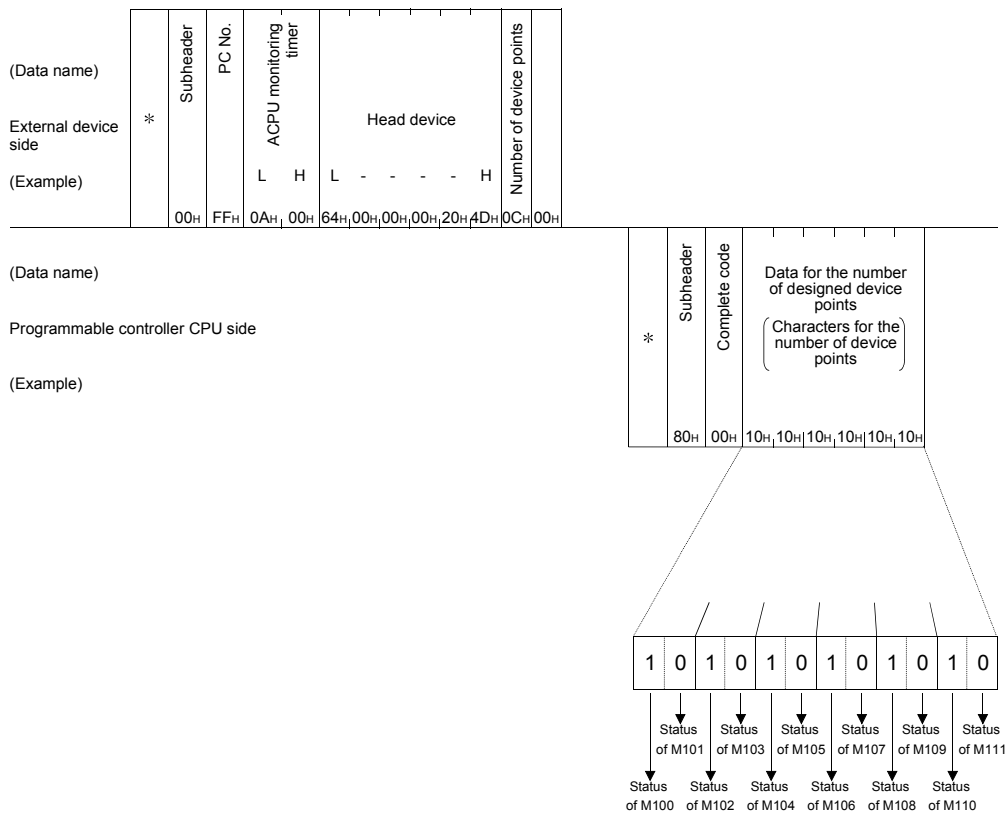 (Data name)
External device
side
(Example)
*
Subheader
PC No.
ACPU monitoring
timer
Head device
Number of device points
L H L - - - - H
00H FFH 0AH 00H 64H 00H 00H 00H 20H 4DH 0CH 00H
(Data name)
Programmable controller CPU side
(Example)
*
Subheader
Complete code
Data for the number
of designed device
points
Characters for the
number of device
points
80H 00H 10H 10H 10H 10H 10H 10H
1 0 1 0 1 0 1 0 1 0 1 0
Status Status Status Status Status Status
of M101 of M103 of M105 of M107 of M109 of M111
Status Status Status Status Status Status
of M100 of M102 of M104 of M106 of M108 of M110